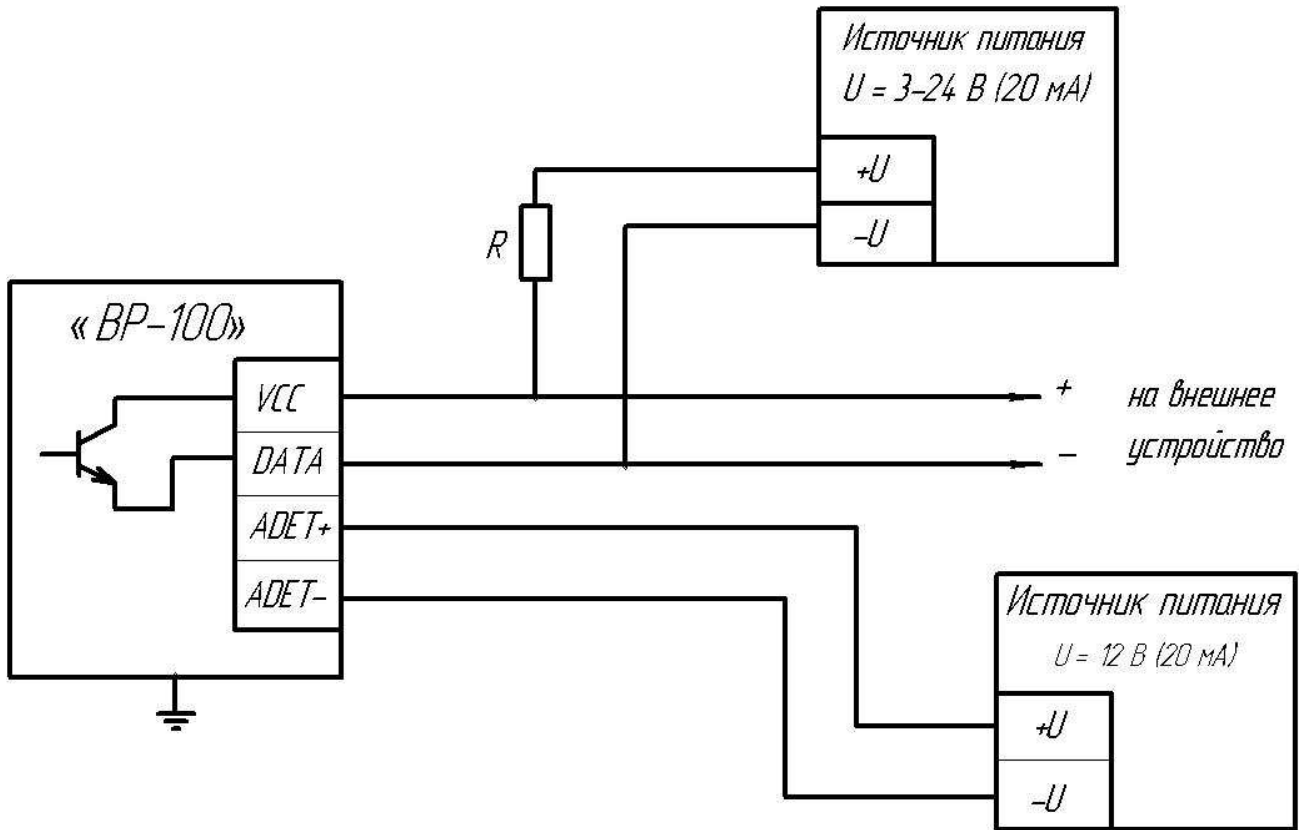 Источник питания
U = 3-24 В (20 мА)
+U
-U
R
« ВР-100»
VCC
DATA
ADET+
ADET-
+ на внешнее
- устройство
Источник питания
U = 12 В (20 мА)
+U
-U